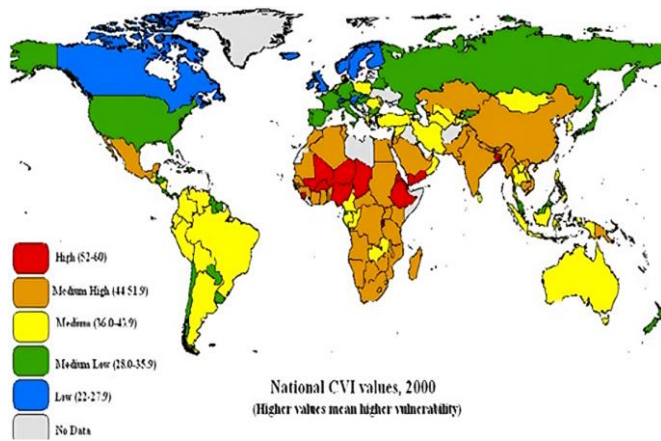 High (52-60)
Medium High (44 51.9)
Medium (36.0-43.9)
Medium Low (28.0-35.9)
Low (22-27.9)
No Data
National CVI values, 2000
(Higher values mean higher vulnerability)